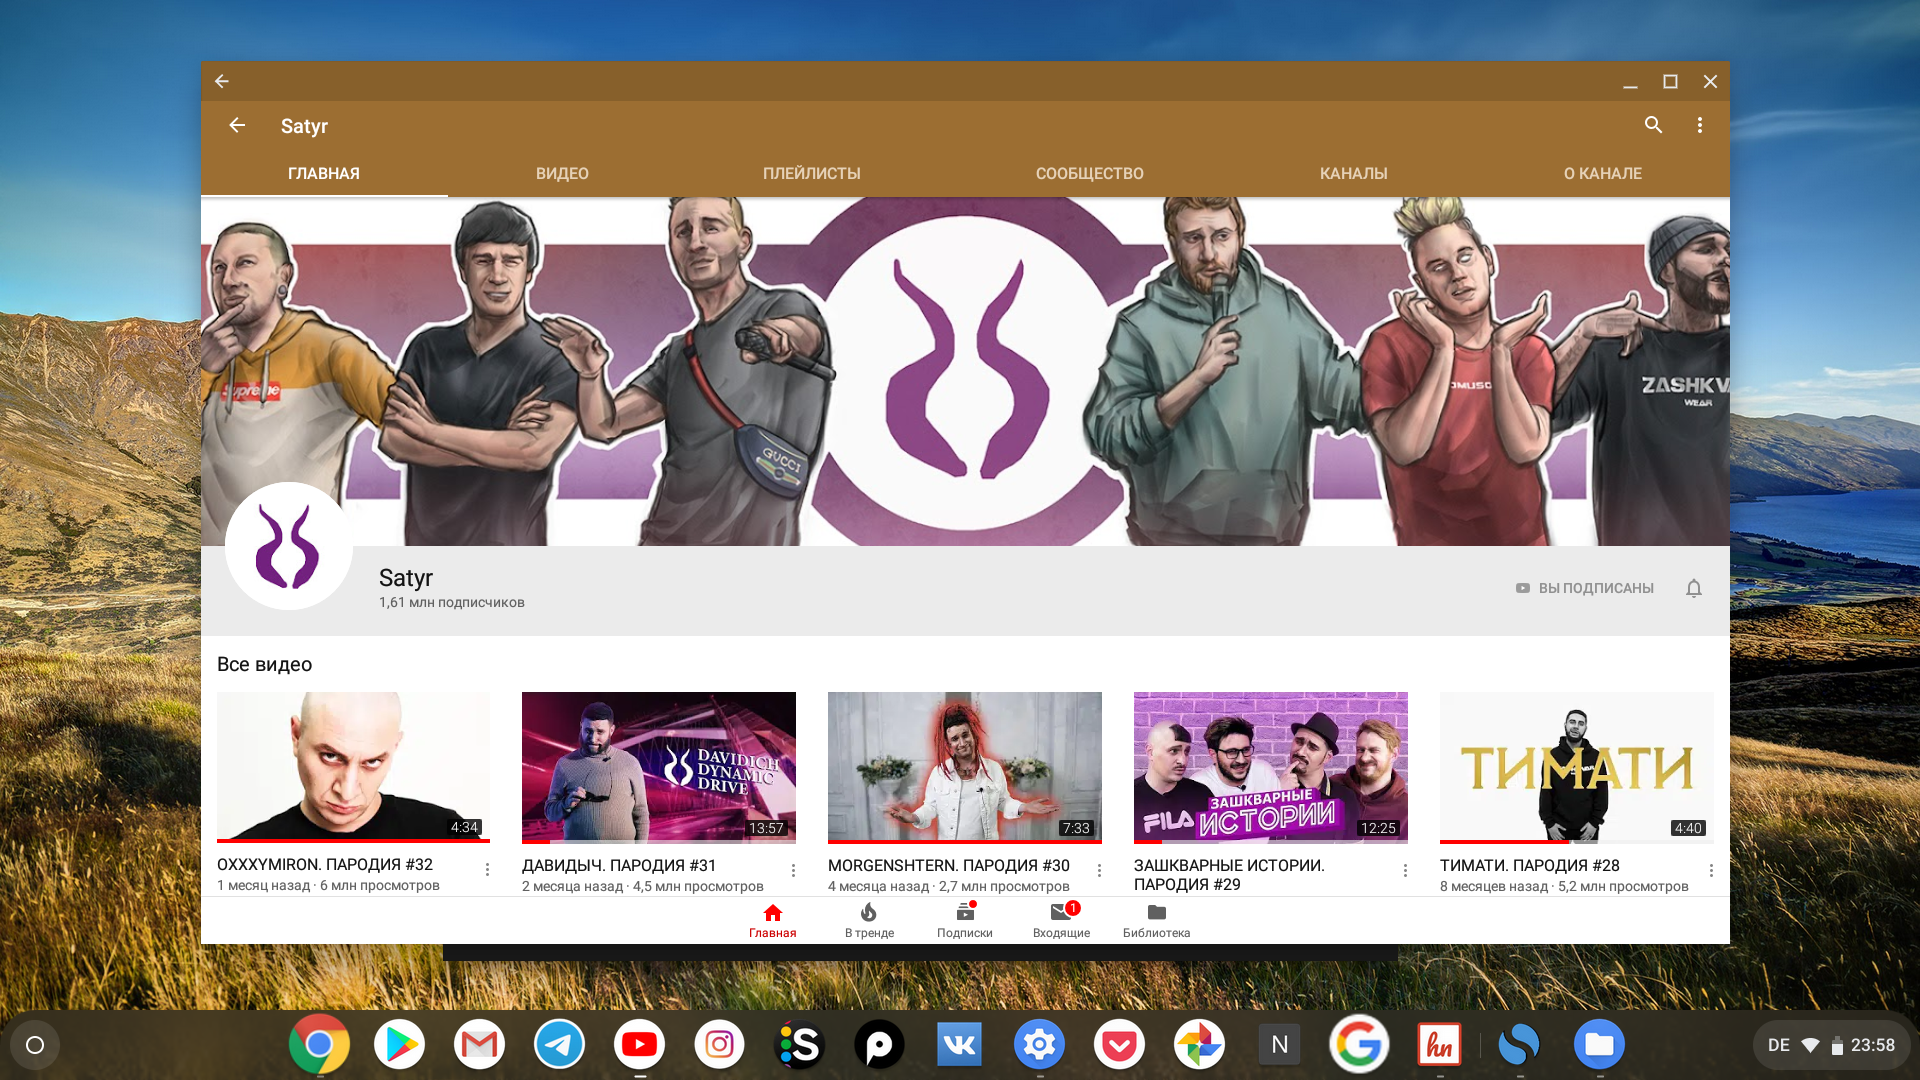 Satyr
ГЛАВНАЯ
ВИДЕО
ПЛЕЙЛИСТЫ
СООБЩЕСТВО
КАНАЛЫ
О КАНАЛЕ
Supreme
GUCCI
ZASHKV
WEAR
Satyr
1,61 млн подписчиков
ВЫ ПОДПИСАНЫ
Все видео
4:34
DAVIDICH
DYNAMIC
DRIVE
13:57
7:33
FILA
ЗАШКВАРНЫЕ
ИСТОРИИ
12:25
ТИМАТИ
4:40
OXXXYMIRON. ПАРОДИЯ #32
1 месяц назад · 6 млн просмотров
ДАВИДЫЧ. ПАРОДИЯ #31
2 месяца назад · 4,5 млн просмотров
MORGENSHTERN. ПАРОДИЯ #30
4 месяца назад · 2,7 млн просмотров
ЗАШКВАРНЫЕ ИСТОРИИ.
ПАРОДИЯ #29
ТИМАТИ. ПАРОДИЯ #28
8 месяцев назад · 5,2 млн просмотров
Главная
В тренде
Подписки
1
Входящие
Библиотека
S
N
G
hn
DE
23:58